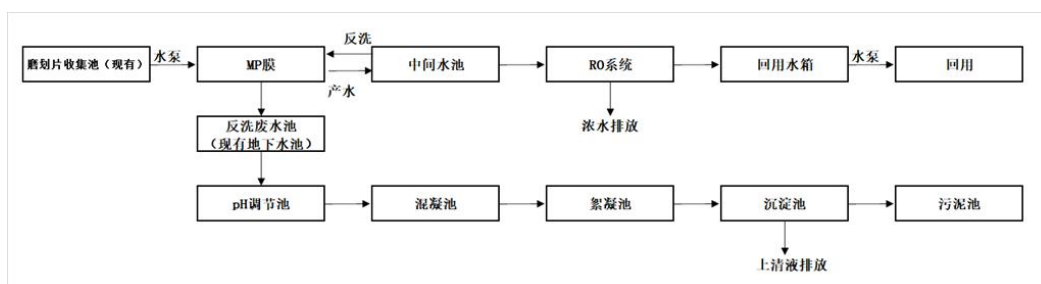 反洗
磨划片收集池（现有）
水泵
MP膜
中间水池
RO系统
回用水箱
水泵
回用
产水
反洗废水池
（现有地下水池）
浓水排放
pH调节池
混凝池
絮凝池
沉淀池
污泥池
上清液排放